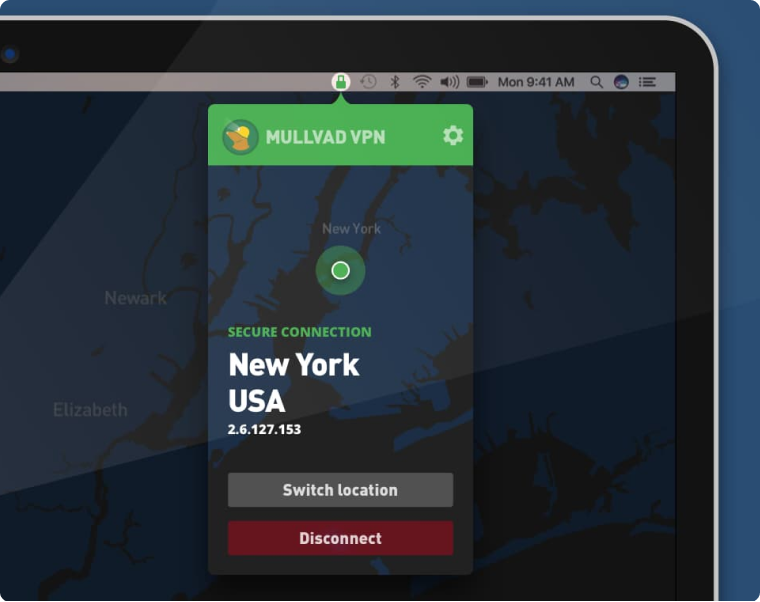 Mon 9:41 AM
MULLVAD VPN
New York
Newark
SECURE CONNECTION
New York
USA
Elizabeth
2.6.127.153
Switch location
Disconnect